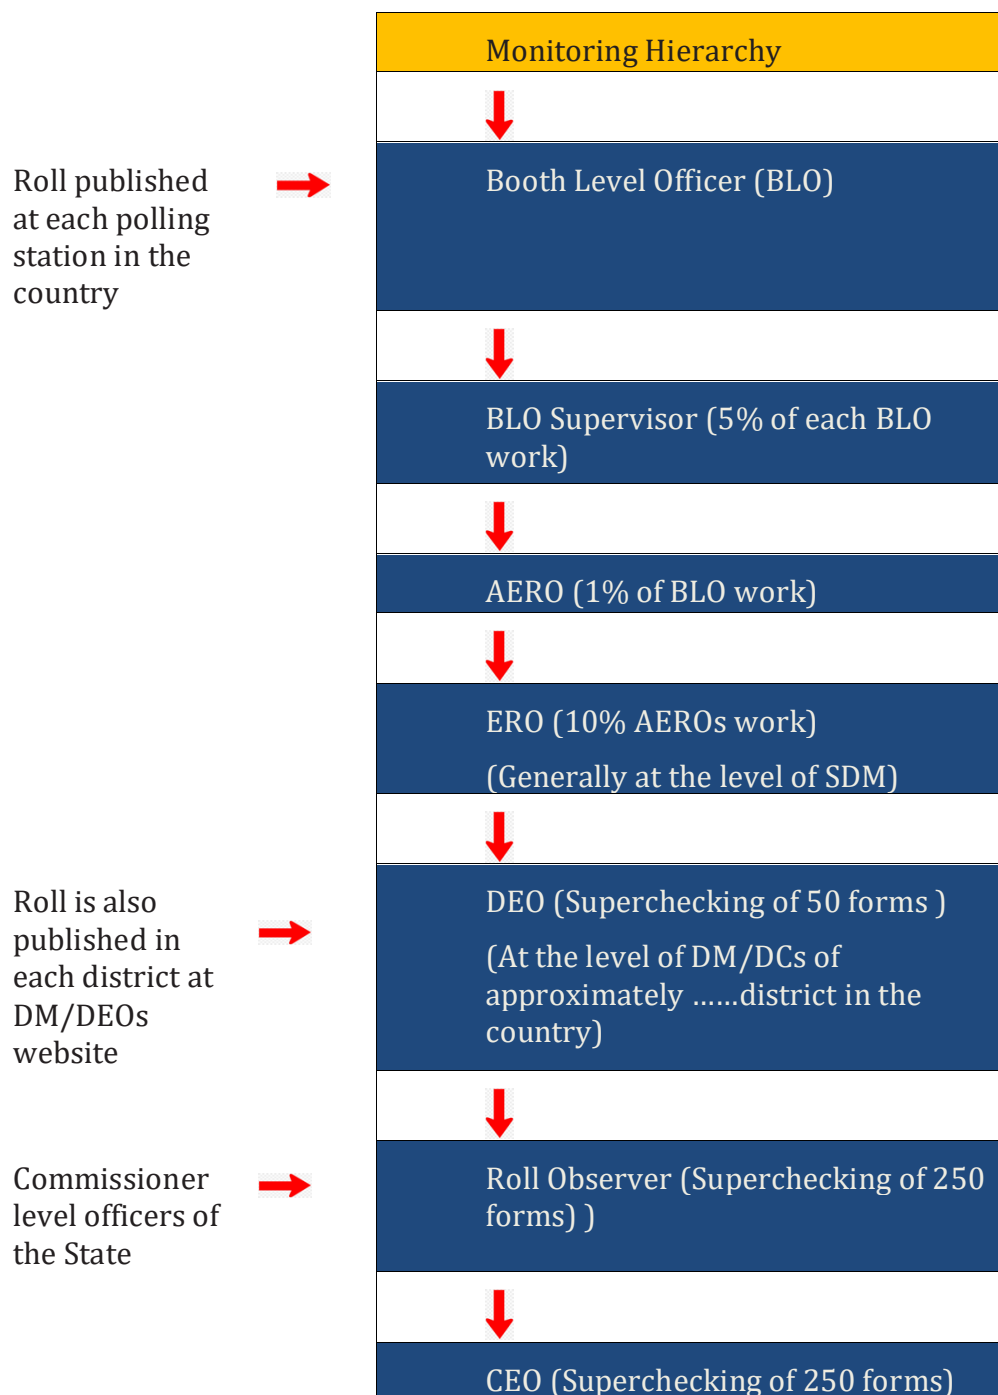 Monitoring Hierarchy
Roll published
at each polling
station in the
country
Booth Level Officer (BLO)
BLO Supervisor (5% of each BLO
work)
AERO (1% of BLO work)
ERO (10% AEROs work)
(Generally at the level of SDM)
Roll is also
published in
each district at
DM/DEOs
website
DEO (Superchecking of 50 forms )
(At the level of DM/DCs of
approximately ......district in the
country)
Commissioner
level officers of
the State
Roll Observer (Superchecking of 250
forms) )
CEO (Superchecking of 250 forms)